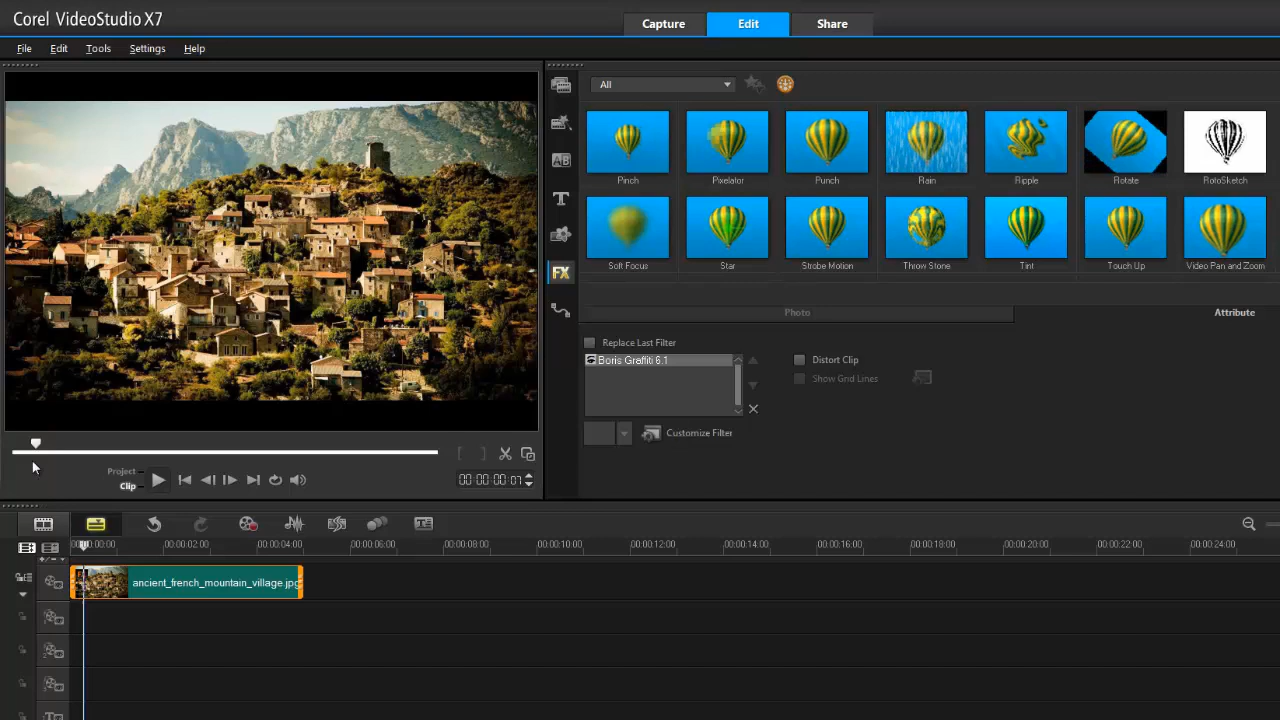 Corel VideoStudio X7
Capture Edit Share
File Edit Tools Settings Help
All
Pinch Pixelator Punch Rain Ripple Rotate RotoSketch
Soft Focus Star Strobe Motion Throw Stone Tint Touch Up Video Pan and Zoom
Photo Attribute
Replace Last Filter
Boris Graffiti 6.1
Distort Clip
Show Grid Lines
Customize Filter
Project
Clip
00:00:00:07
00:00:02:00 00:00:04:00 00:00:06:00 00:00:08:00 00:00:10:00 00:00:12:00 00:00:14:00 00:00:16:00 00:00:18:00 00:00:20:00 00:00:22:00 00:00:24:00
ancient_french_mountain_village.jpg